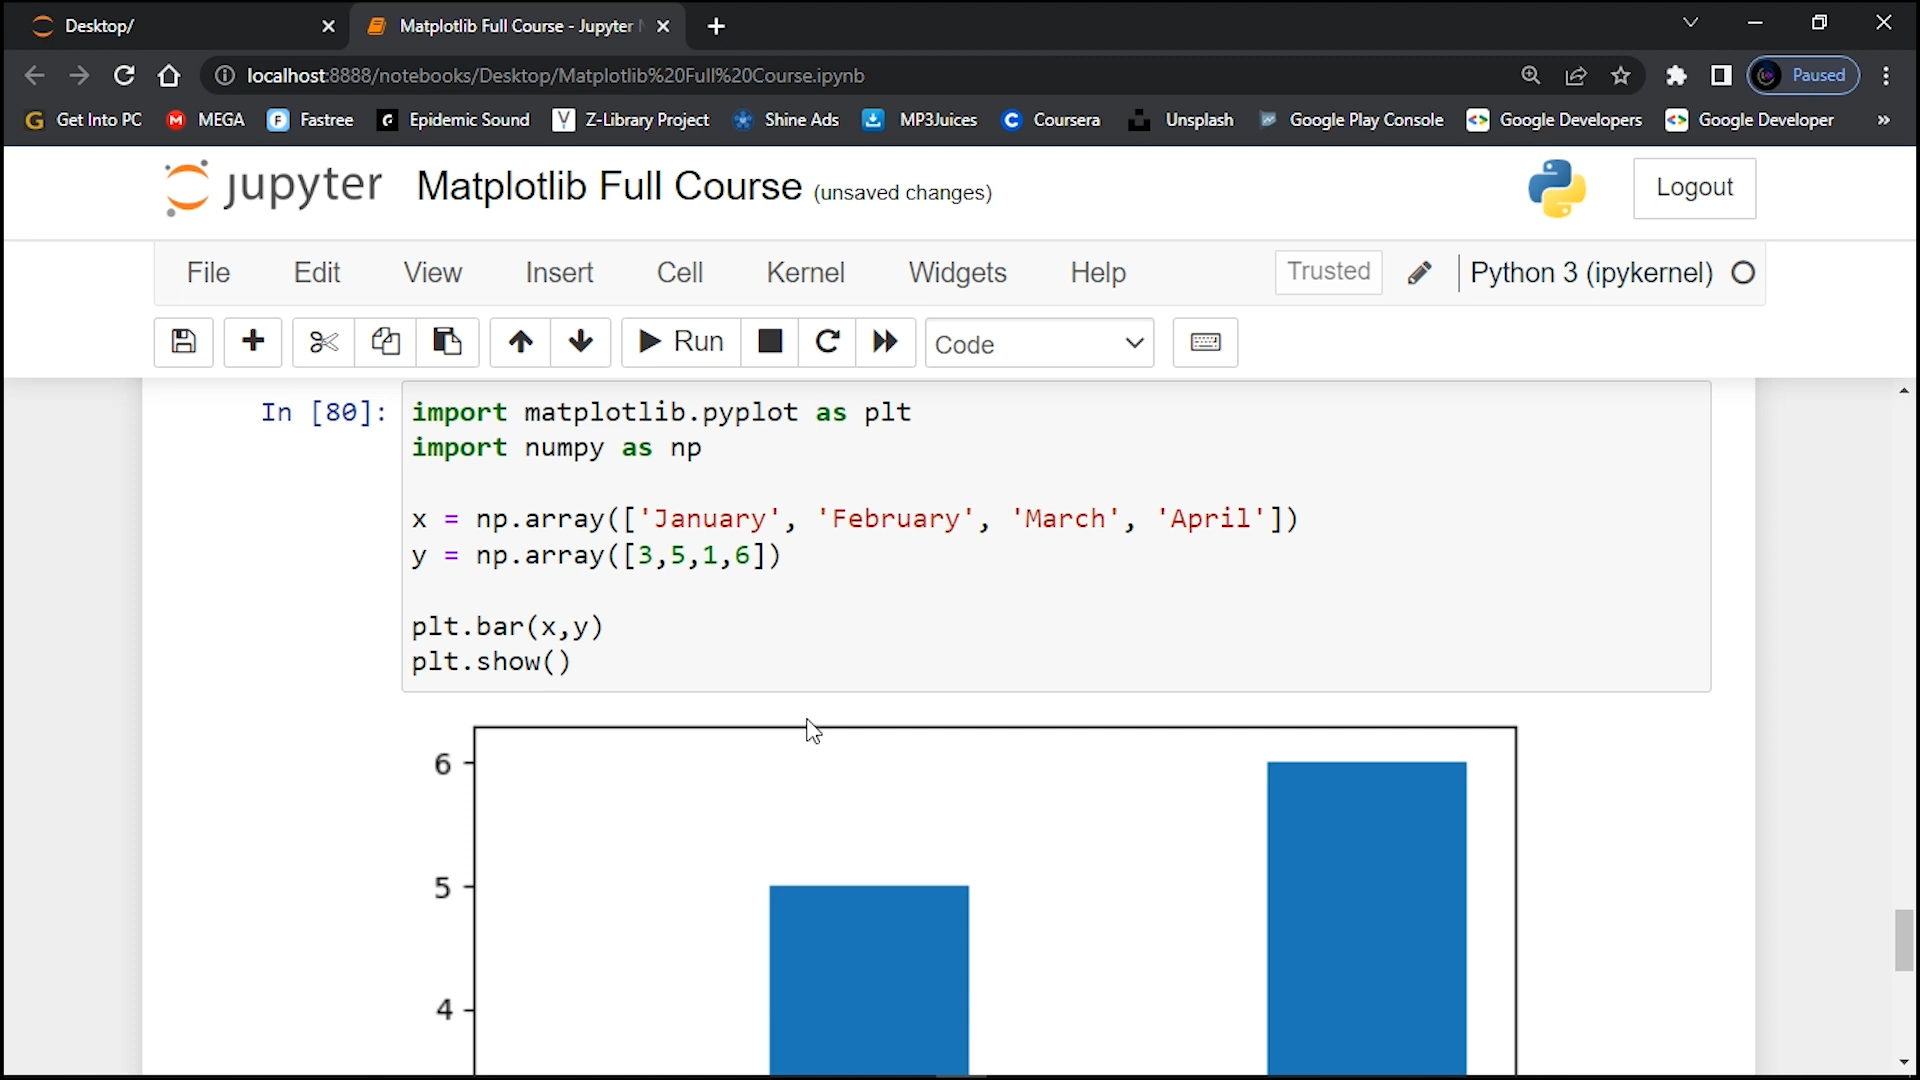 Desktop/
Matplotlib Full Course - Jupyter
localhost:8888/notebooks/Desktop/Matplotlib%20Full%20Course.ipynb
Paused
Get Into PC MEGA Fastree Epidemic Sound Z-Library Project Shine Ads MP3Juices Coursera Unsplash Google Play Console Google Developers Google Developer »
jupyter Matplotlib Full Course (unsaved changes)
Logout
File Edit View Insert Cell Kernel Widgets Help Trusted Python 3 (ipykernel)
Run Code
In [80]: import matplotlib.pyplot as plt
import numpy as np
x = np.array(['January', 'February', 'March', 'April'])
y = np.array([3,5,1,6])
plt.bar(x,y)
plt.show()
6
5
4